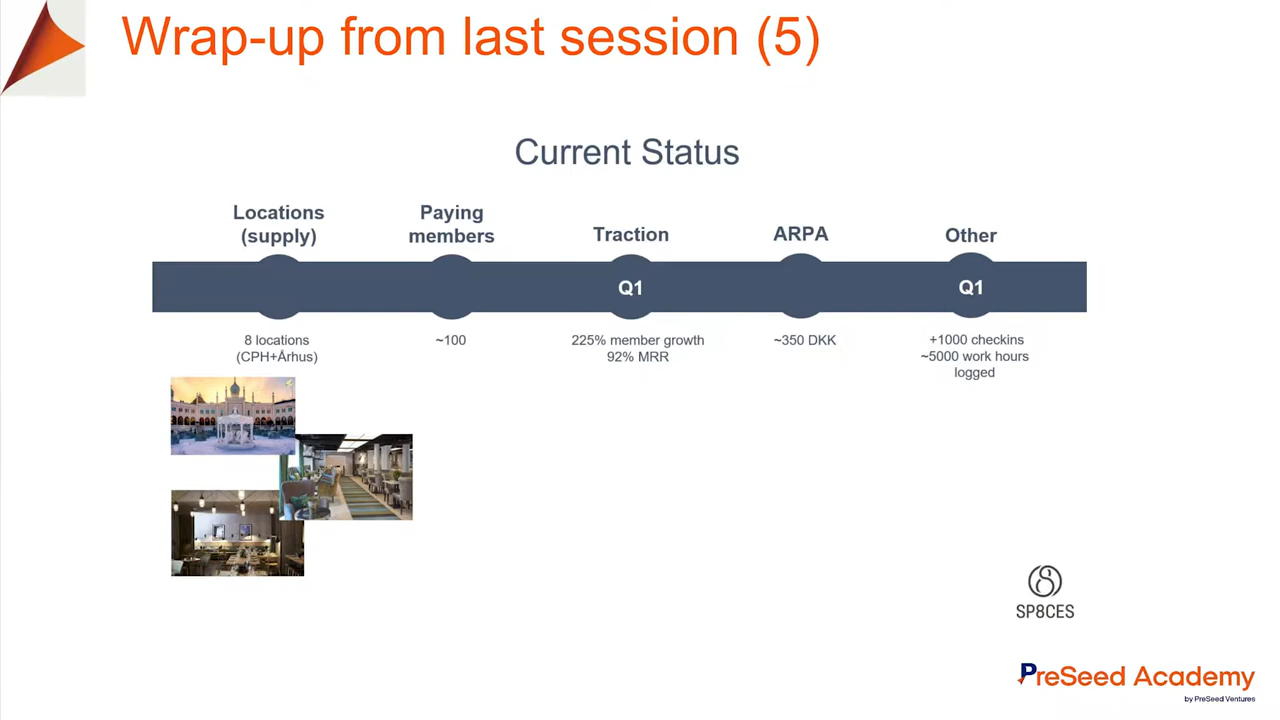 Wrap-up from last session (5)
Current Status
Locations
(supply)
Paying
members
Traction
ARPA
Other
Q1
Q1
8 locations
(CPH+Århus)
~100
225% member growth
92% MRR
~350 DKK
+1000 checkins
~5000 work hours
logged
SP8CES
PreSeed Academy
by PreSeed Ventures